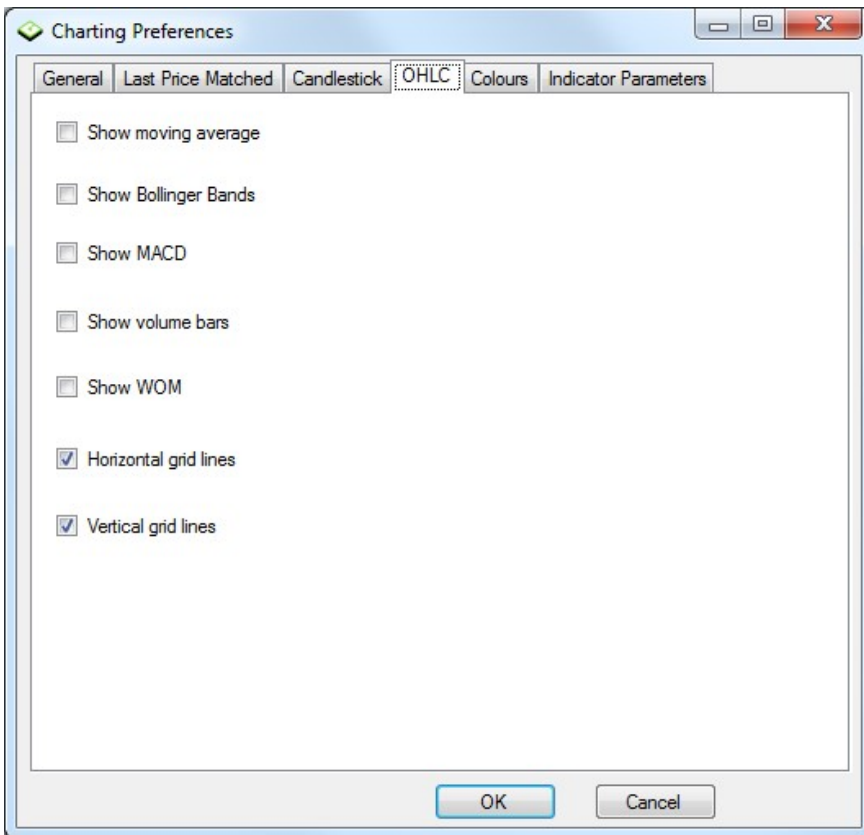 Charting Preferences
General Last Price Matched Candlestick OHLC Colours Indicator Parameters
Show moving average
Show Bollinger Bands
Show MACD
Show volume bars
Show WOM
Horizontal grid lines
Vertical grid lines
OK Cancel